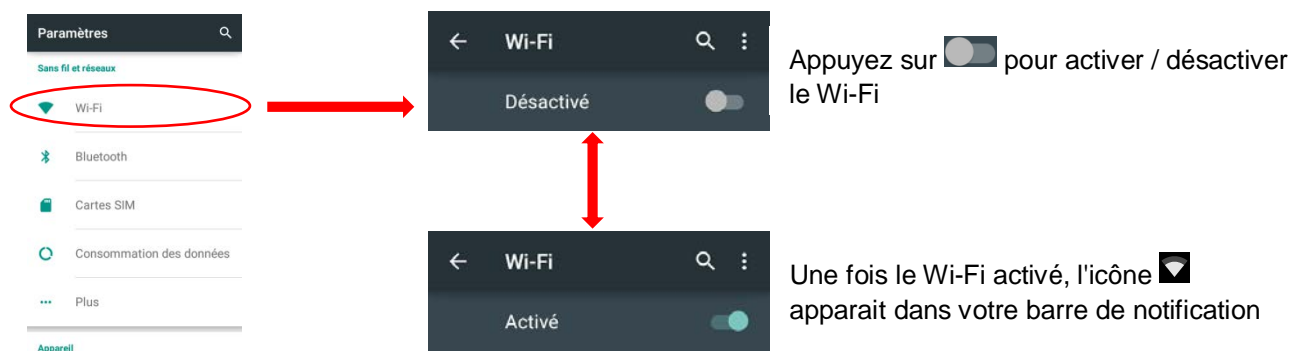 Paramètres
Sans fil et réseaux
Wi-Fi
Bluetooth
Cartes SIM
Consommation des données
Plus
Appareil
Wi-Fi
Désactivé
Appuyez sur pour activer / désactiver
le Wi-Fi
Wi-Fi
Activé
Une fois le Wi-Fi activé, l'icône
apparait dans votre barre de notification